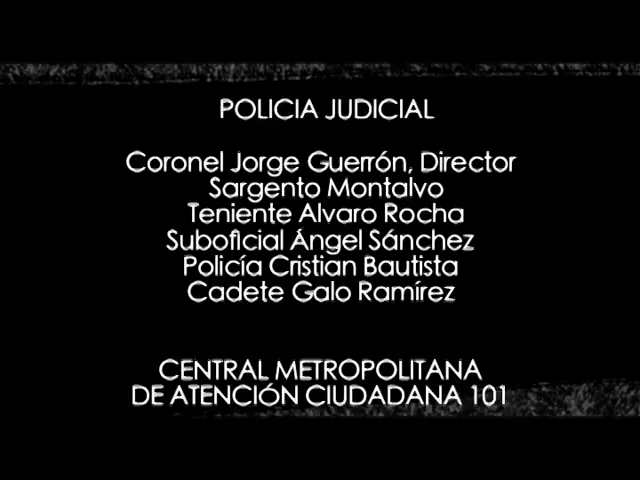 POLICIA JUDICIAL
Coronel Jorge Guerrón, Director
Sargento Montalvo
Teniente Alvaro Rocha
Suboficial Ángel Sánchez
Policía Cristian Bautista
Cadete Galo Ramírez
CENTRAL METROPOLITANA
DE ATENCIÓN CIUDADANA 101